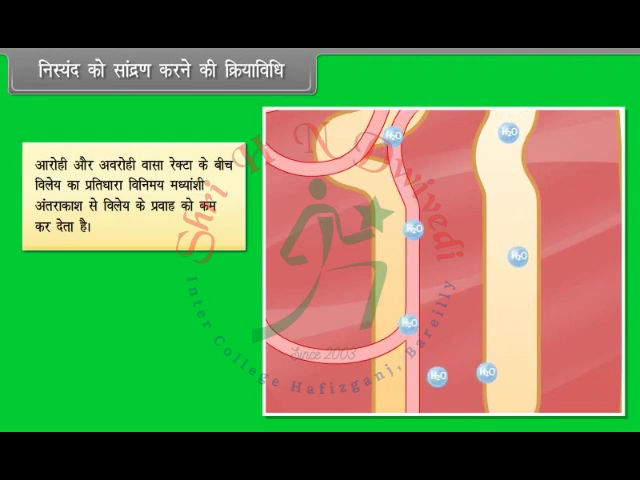 निस्यंद को सांद्रण करने की क्रियाविधि
आरोही और अवरोही वासा रेक्टा के बीच
विलेय का प्रतिधारा विनिमय मध्यांशी
अंतराकाश से विलेय के प्रवाह को कम
कर देता है।
H₂O
H₂O
H₂O
H₂O
H₂O
H₂O
H₂O
Shri H N Dwivedi
Since 2003
Inter College Hafizganj, Bareilly